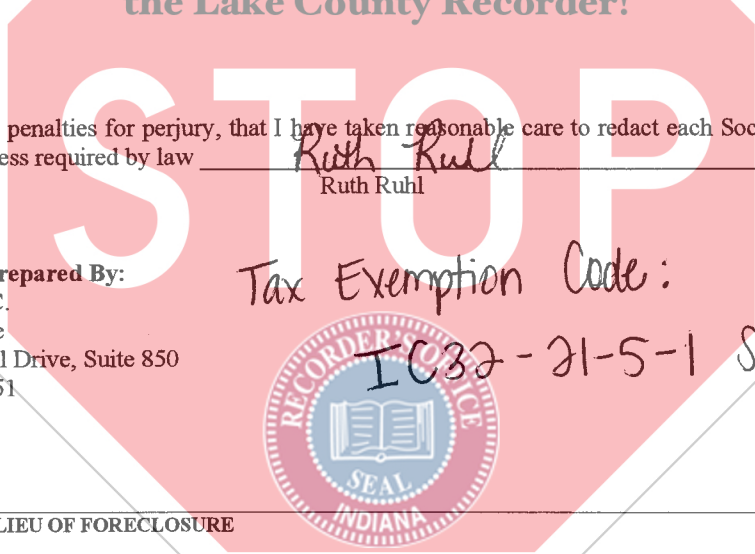 the Lake County Recorder!
STOP
penalties for perjury, that I have taken reasonable care to redact each Soc
ess required by law Ruth Ruhl
Ruth Ruhl
repared By:
C.
e
l Drive, Suite 850
51
Tax Exemption Code:
IC32-21-5-1 S
RECORDER'S OFFICE
SEAL
INDIANA
LIEU OF FORECLOSURE